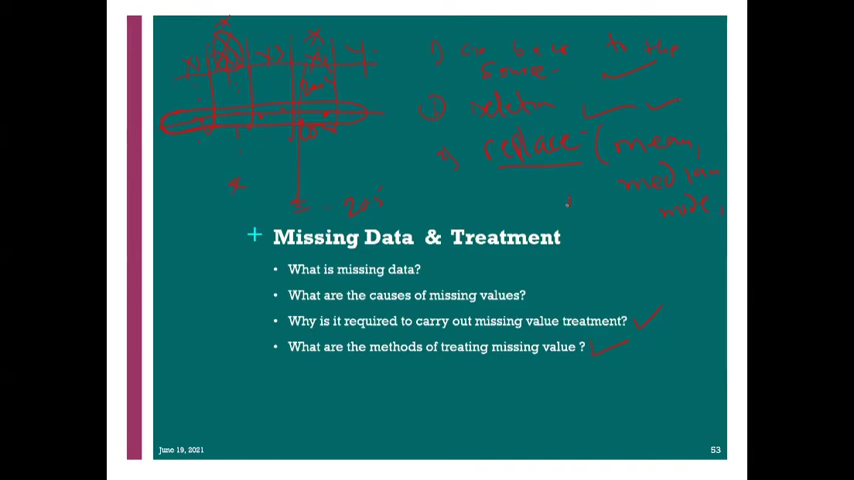 1) Go back to the
Source
② deletion
3) replace (mean,
median
mode,
+ Missing Data & Treatment
• What is missing data?
• What are the causes of missing values?
• Why is it required to carry out missing value treatment?
• What are the methods of treating missing value ?
June 19, 2021
53